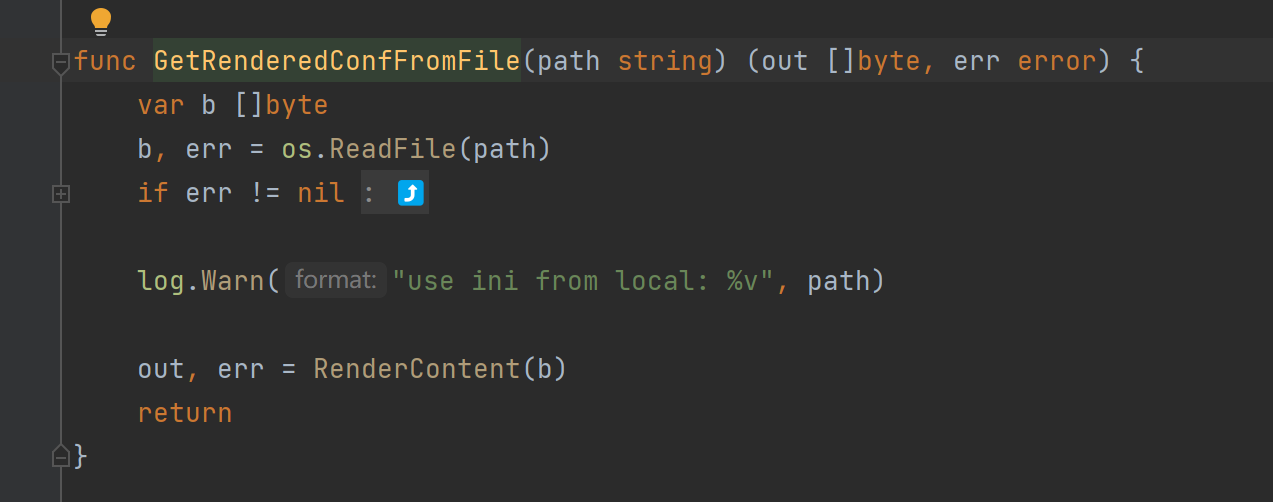 func GetRenderedConfFromFile(path string) (out []byte, err error) {
var b []byte
b, err = os.ReadFile(path)
if err != nil :
log.Warn( format: "use ini from local: %v", path)
out, err = RenderContent(b)
return
}